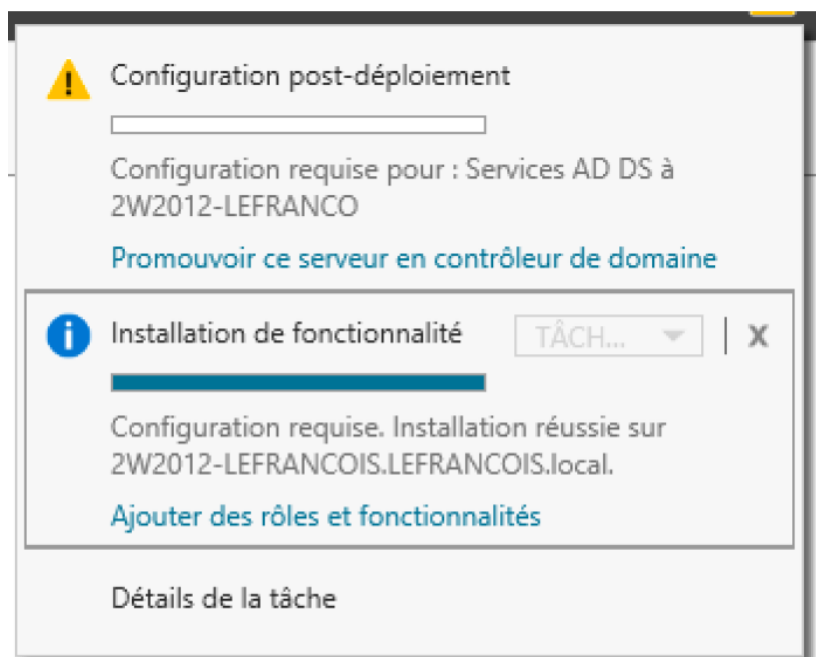 Configuration post-déploiement
Configuration requise pour : Services AD DS à
2W2012-LEFRANCO
Promouvoir ce serveur en contrôleur de domaine
Installation de fonctionnalité TÂCH... X
Configuration requise. Installation réussie sur
2W2012-LEFRANCOIS.LEFRANCOIS.local.
Ajouter des rôles et fonctionnalités
Détails de la tâche